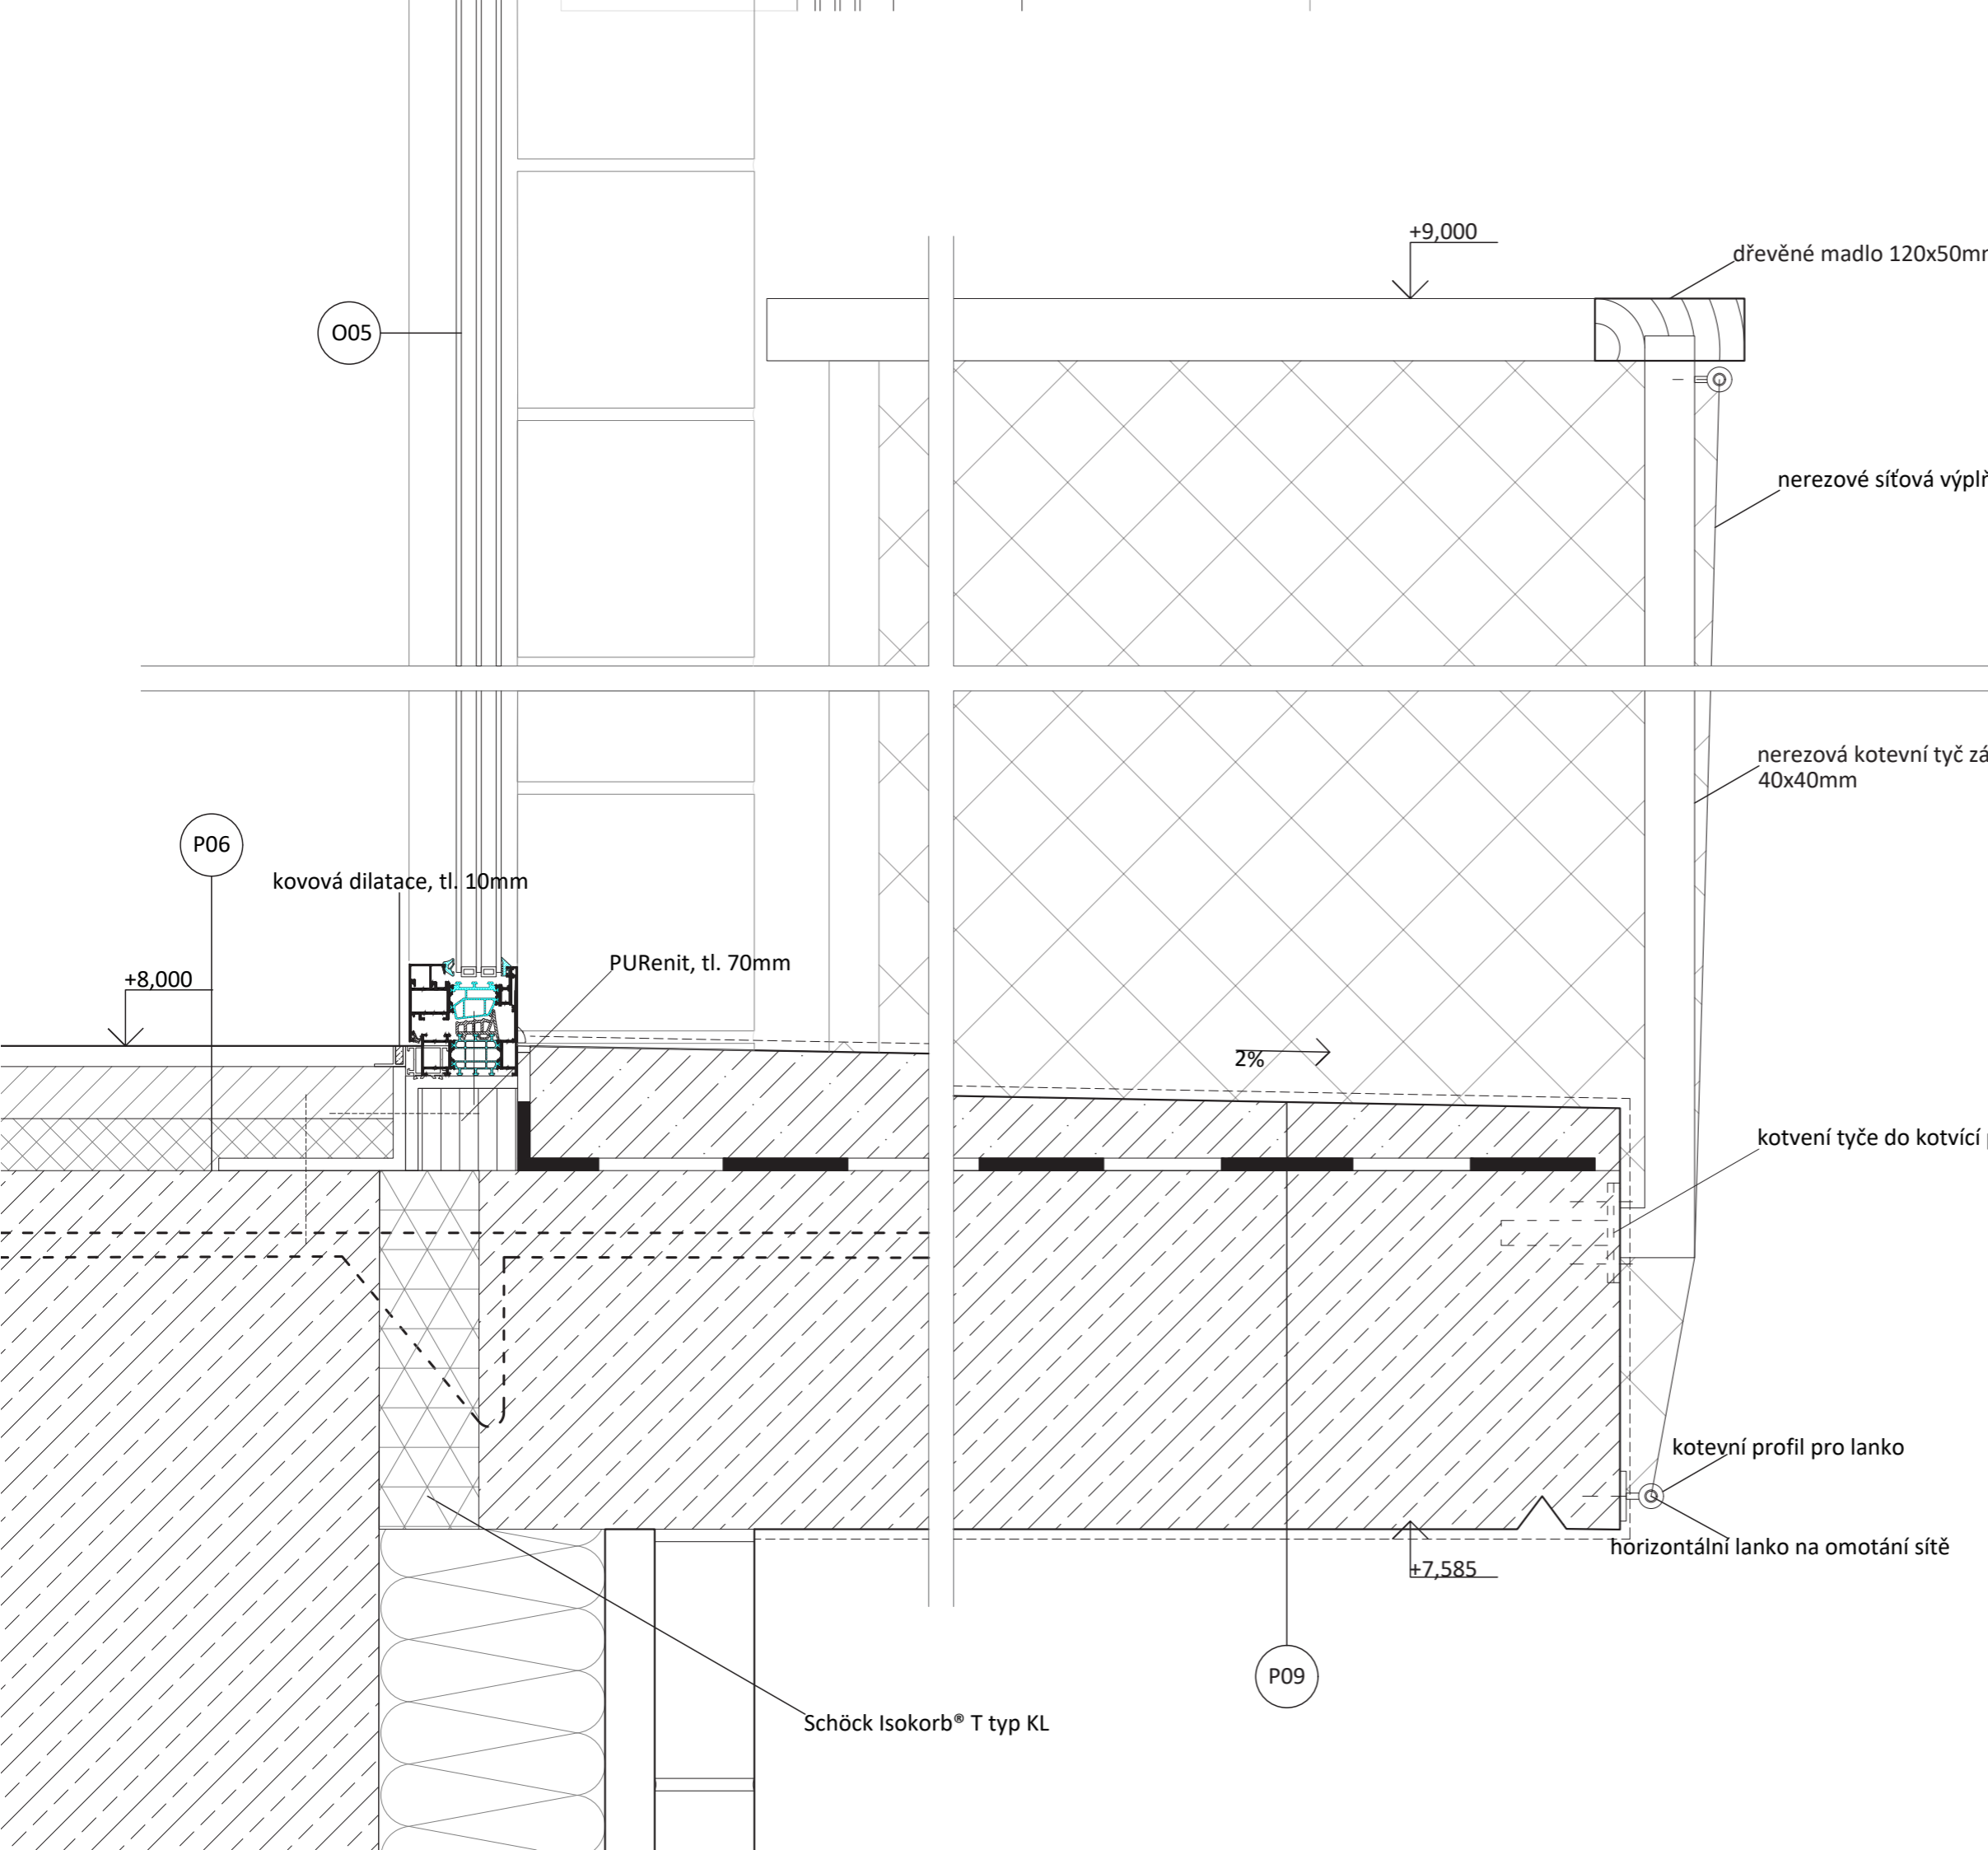 +9,000
dřevěné madlo 120x50mm
O05
nerezové síťová výplň
nerezová kotevní tyč zá
40x40mm
P06
kovová dilatace, tl. 10mm
PURenit, tl. 70mm
+8,000
2%
kotvení tyče do kotvící
kotevní profil pro lanko
horizontální lanko na omotání sítě
+7,585
P09
Schöck Isokorb® T typ KL